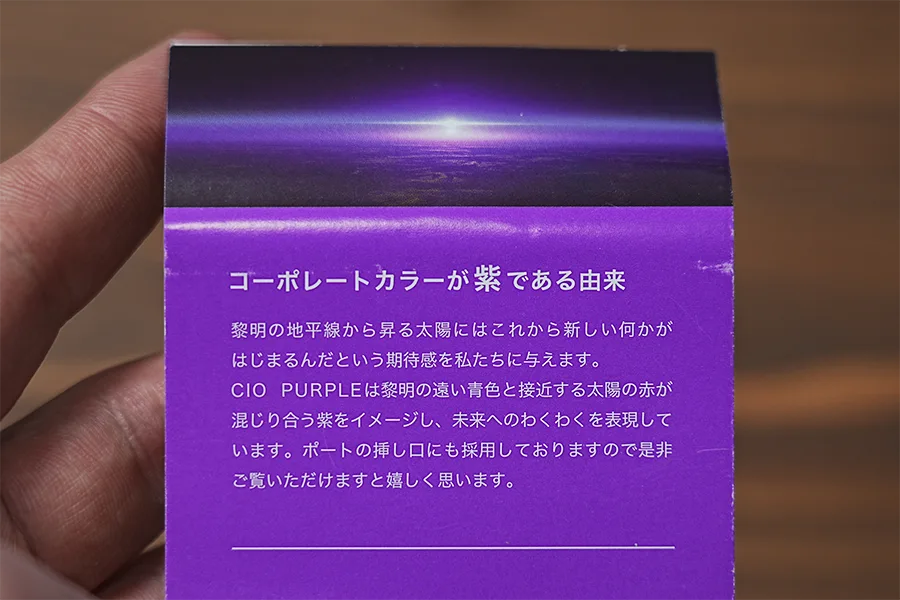 コーポレートカラーが紫である由来
黎明の地平線から昇る太陽にはこれから新しい何かが
はじまるんだという期待感を私たちに与えます。
CIO PURPLEは黎明の遠い青色と接近する太陽の赤が
混じり合う紫をイメージし、未来へのわくわくを表現して
います。ポートの挿し口にも採用しておりますので是非
ご覧いただけますと嬉しく思います。